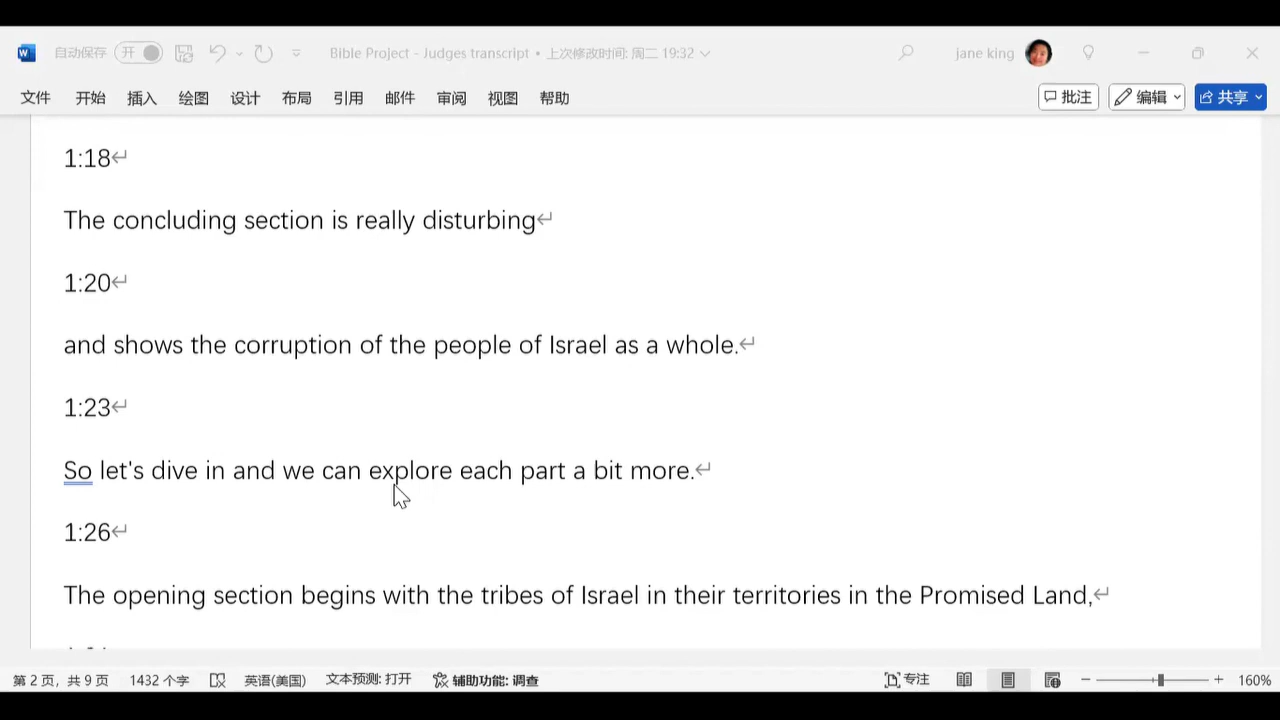 自动保存 开 Bible Project - Judges transcript • 上次修改时间: 周二 19:32 jane king
文件 开始 插入 绘图 设计 布局 引用 邮件 审阅 视图 帮助 批注 编辑 共享
1:18
The concluding section is really disturbing
1:20
and shows the corruption of the people of Israel as a whole.
1:23
So let's dive in and we can explore each part a bit more.
1:26
The opening section begins with the tribes of Israel in their territories in the Promised Land,
第 2 页，共 9 页 1432 个字 英语(美国) 文本预测: 打开 辅助功能: 调查 专注 160%